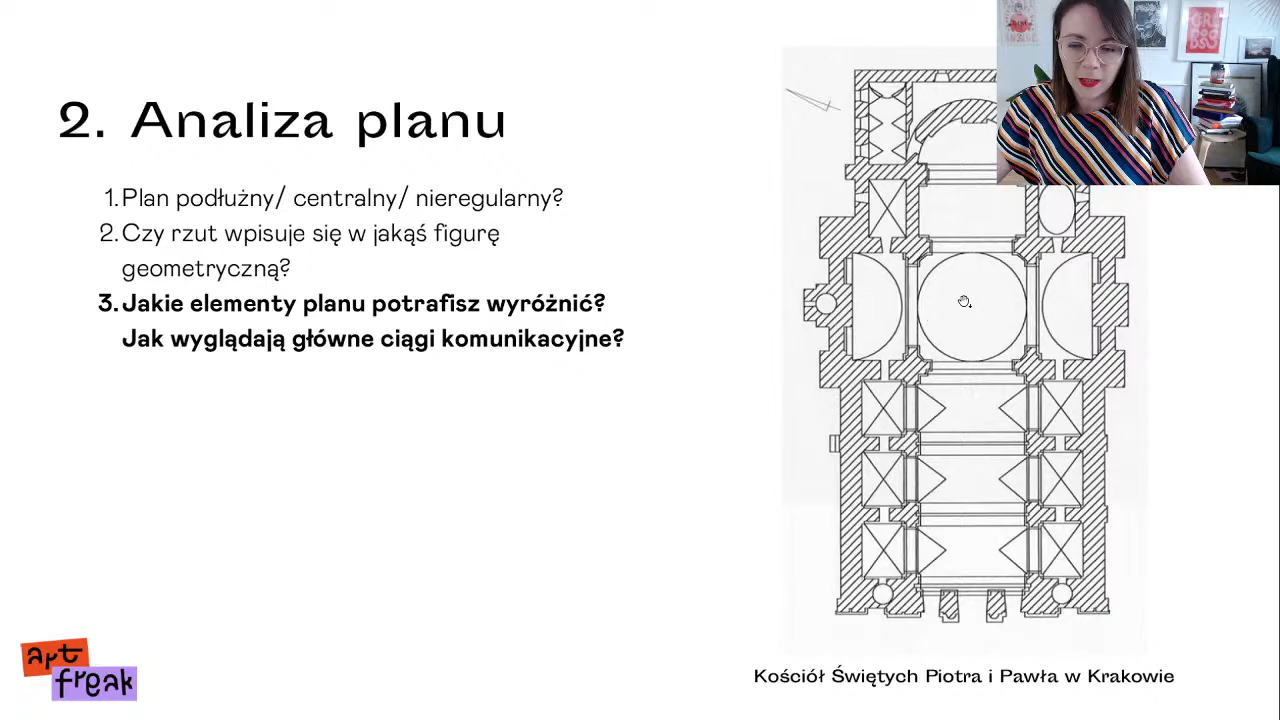 2. Analiza planu
1. Plan podłużny/ centralny/ nieregularny?
2. Czy rzut wpisuje się w jakąś figurę
geometryczną?
3. Jakie elementy planu potrafisz wyróżnić?
Jak wyglądają główne ciągi komunikacyjne?
Kościół Świętych Piotra i Pawła w Krakowie
art
freak